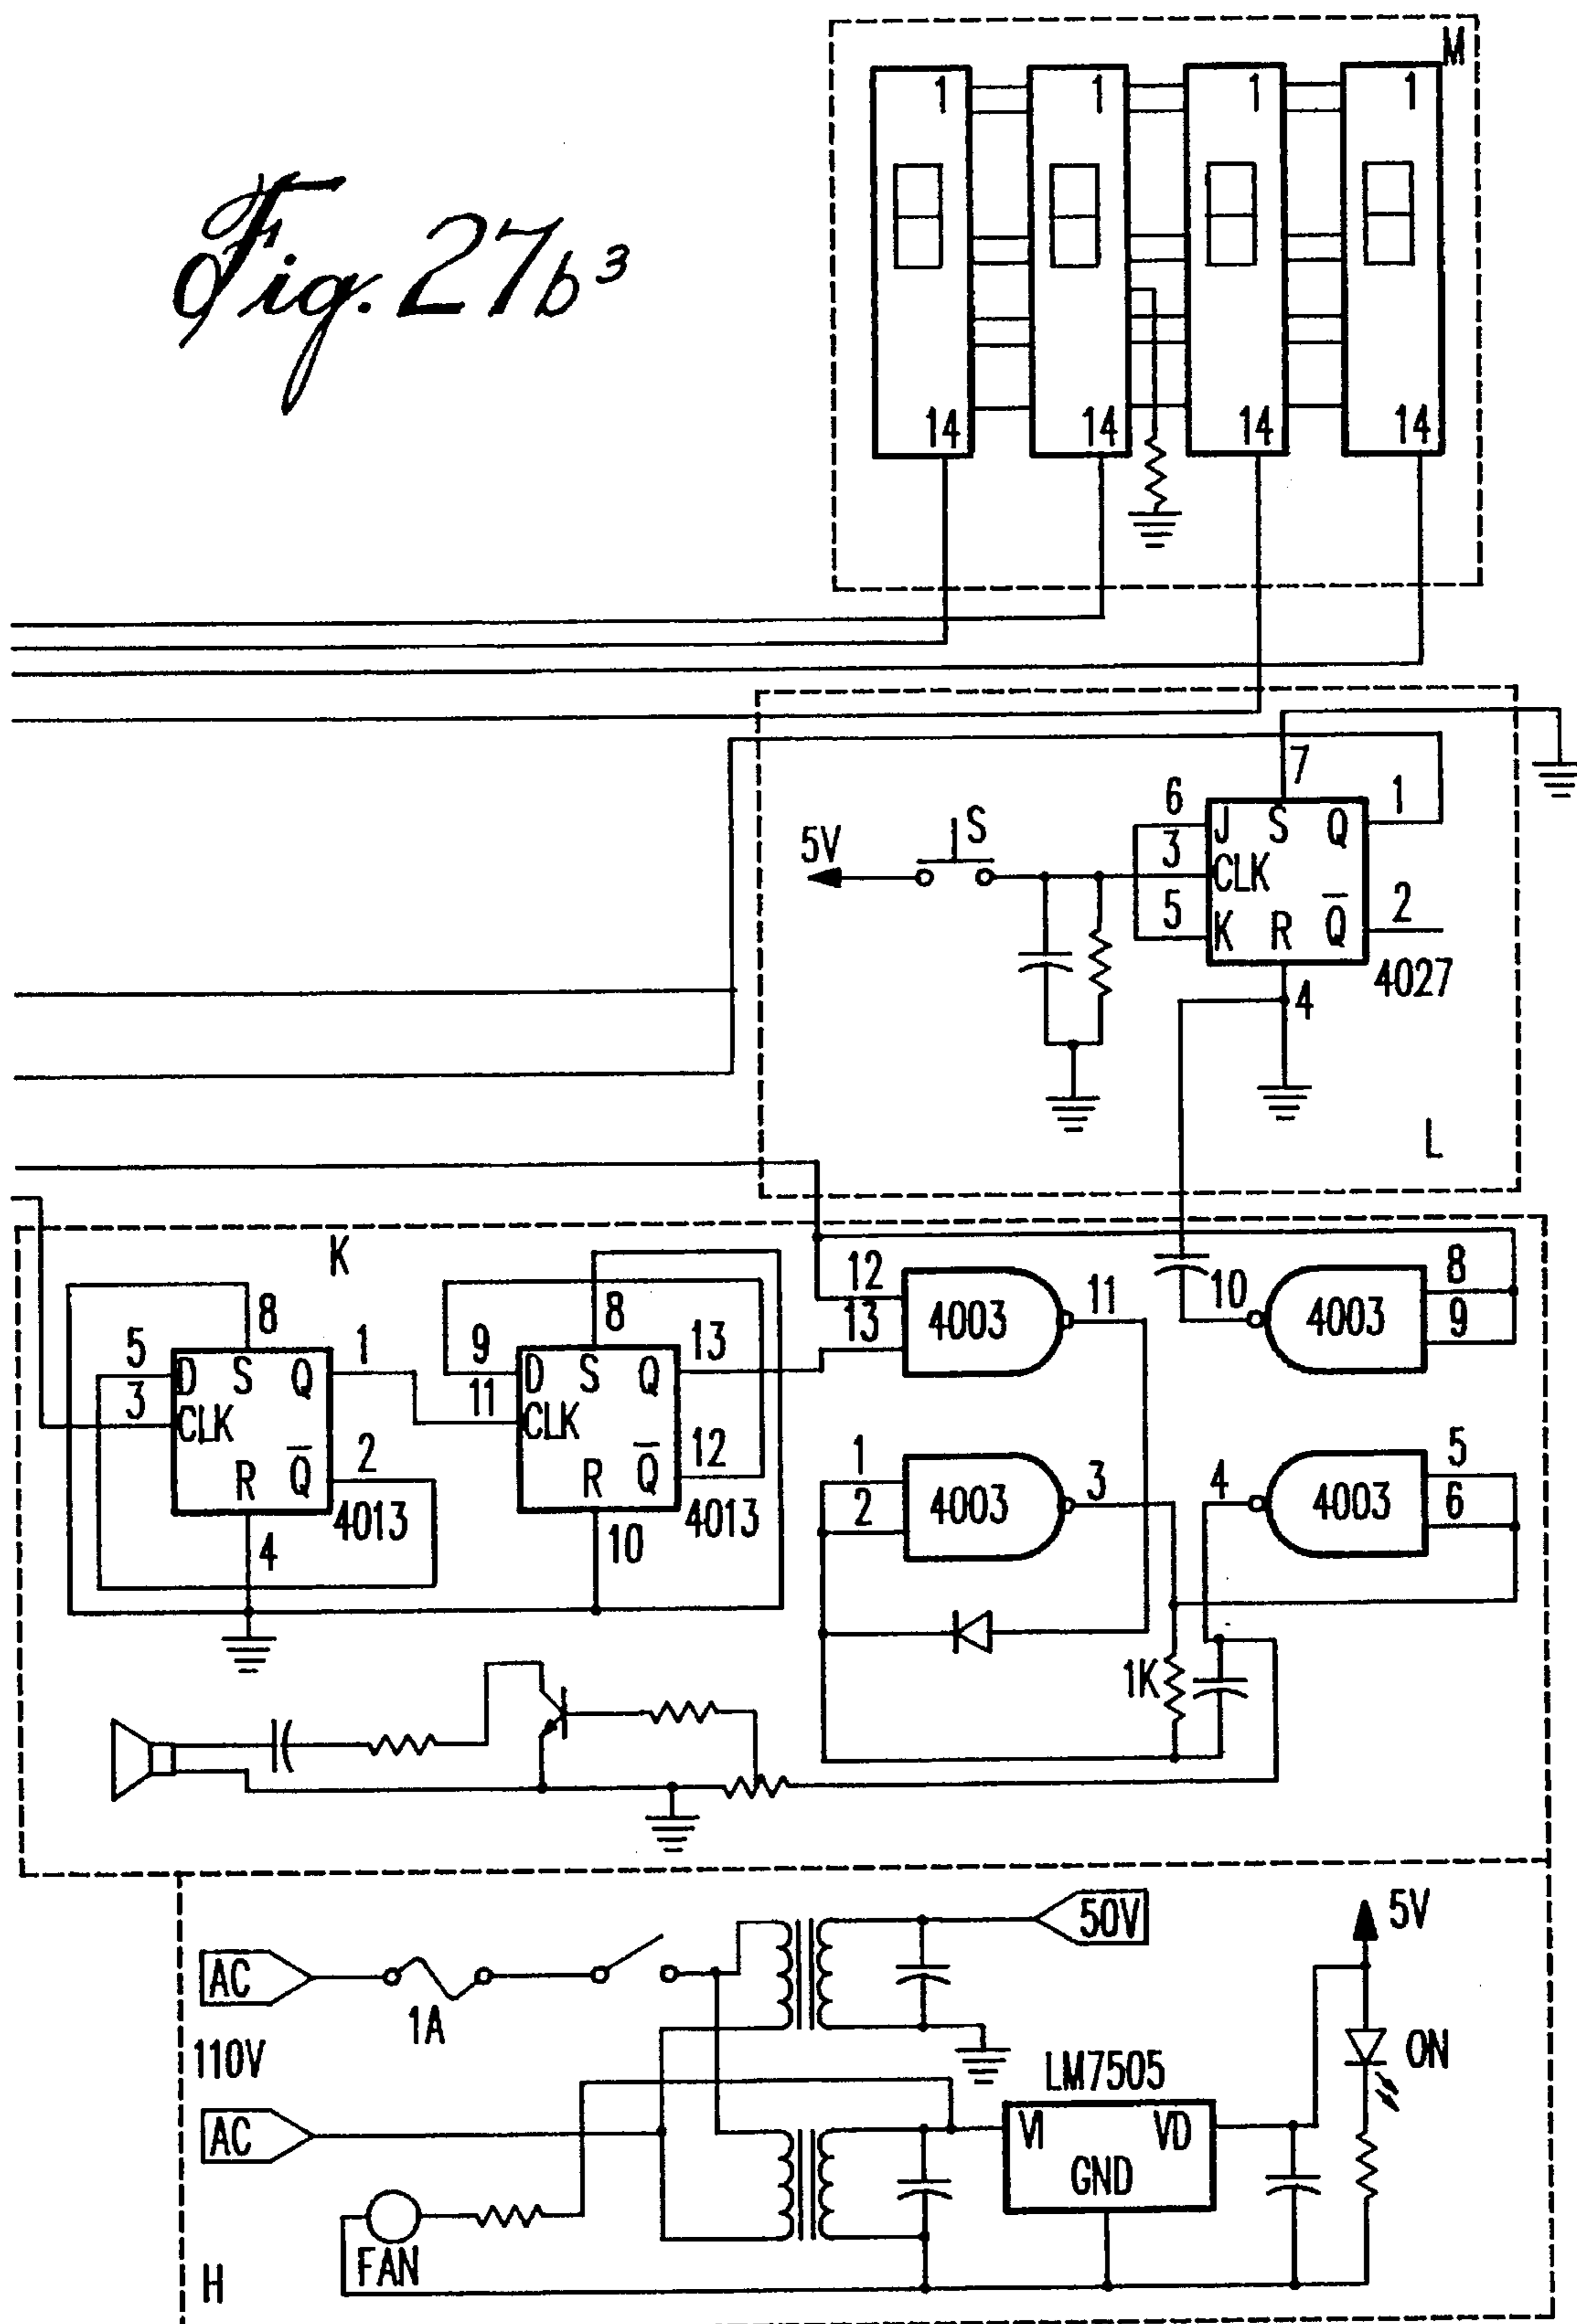 Fig. 27b³
M
1 1 1 1
14 14 14 14
7
6 J S Q 1
5V S 3 CLK
5 K R Q̅ 2
4027
4
L
K
8 8
5 D S Q 1
3 CLK
R Q̅ 2
4013
4
9 D S Q 13
11 CLK
R Q̅ 12
4013
10
12 13 4003 11
10 4003 8 9
1 2 4003 3
4 4003 5 6
1K
50V
5V
AC
1A
110V
ON
LM7505
AC
VI VD
GND
FAN
H